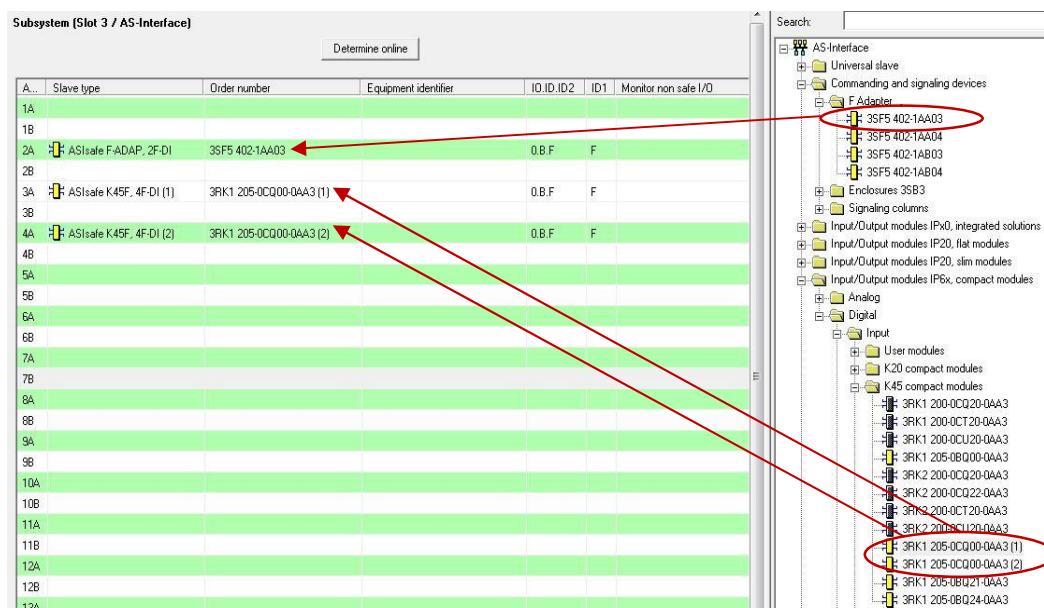 Subsystem (Slot 3 / AS-Interface)
Determine online
A... Slave type Order number Equipment identifier IO.ID.ID2 ID1 Monitor non safe I/O
1A
1B
2A ASIsafe F-ADAP, 2F-DI 3SF5 402-1AA03 0.B.F F
2B
3A ASIsafe K45F, 4F-DI (1) 3RK1 205-0CQ00-0AA3 (1) 0.B.F F
3B
4A ASIsafe K45F, 4F-DI (2) 3RK1 205-0CQ00-0AA3 (2) 0.B.F F
4B
5A
5B
6A
6B
7A
7B
8A
8B
9A
9B
10A
10B
11A
11B
12A
12B
13A
Search:
AS-Interface
Universal slave
Commanding and signaling devices
F Adapter
3SF5 402-1AA03
3SF5 402-1AA04
3SF5 402-1AB03
3SF5 402-1AB04
Enclosures 3SB3
Signaling columns
Input/Output modules IPx0, integrated solutions
Input/Output modules IP20, flat modules
Input/Output modules IP20, slim modules
Input/Output modules IP6x, compact modules
Analog
Digital
Input
User modules
K20 compact modules
K45 compact modules
3RK1 200-0CQ20-0AA3
3RK1 200-0CT20-0AA3
3RK1 200-0CU20-0AA3
3RK1 205-0BQ00-0AA3
3RK2 200-0CQ20-0AA3
3RK2 200-0CQ22-0AA3
3RK2 200-0CT20-0AA3
3RK2 200-0CU20-0AA3
3RK1 205-0CQ00-0AA3 (1)
3RK1 205-0CQ00-0AA3 (2)
3RK1 205-0BQ21-0AA3
3RK1 205-0BQ24-0AA3